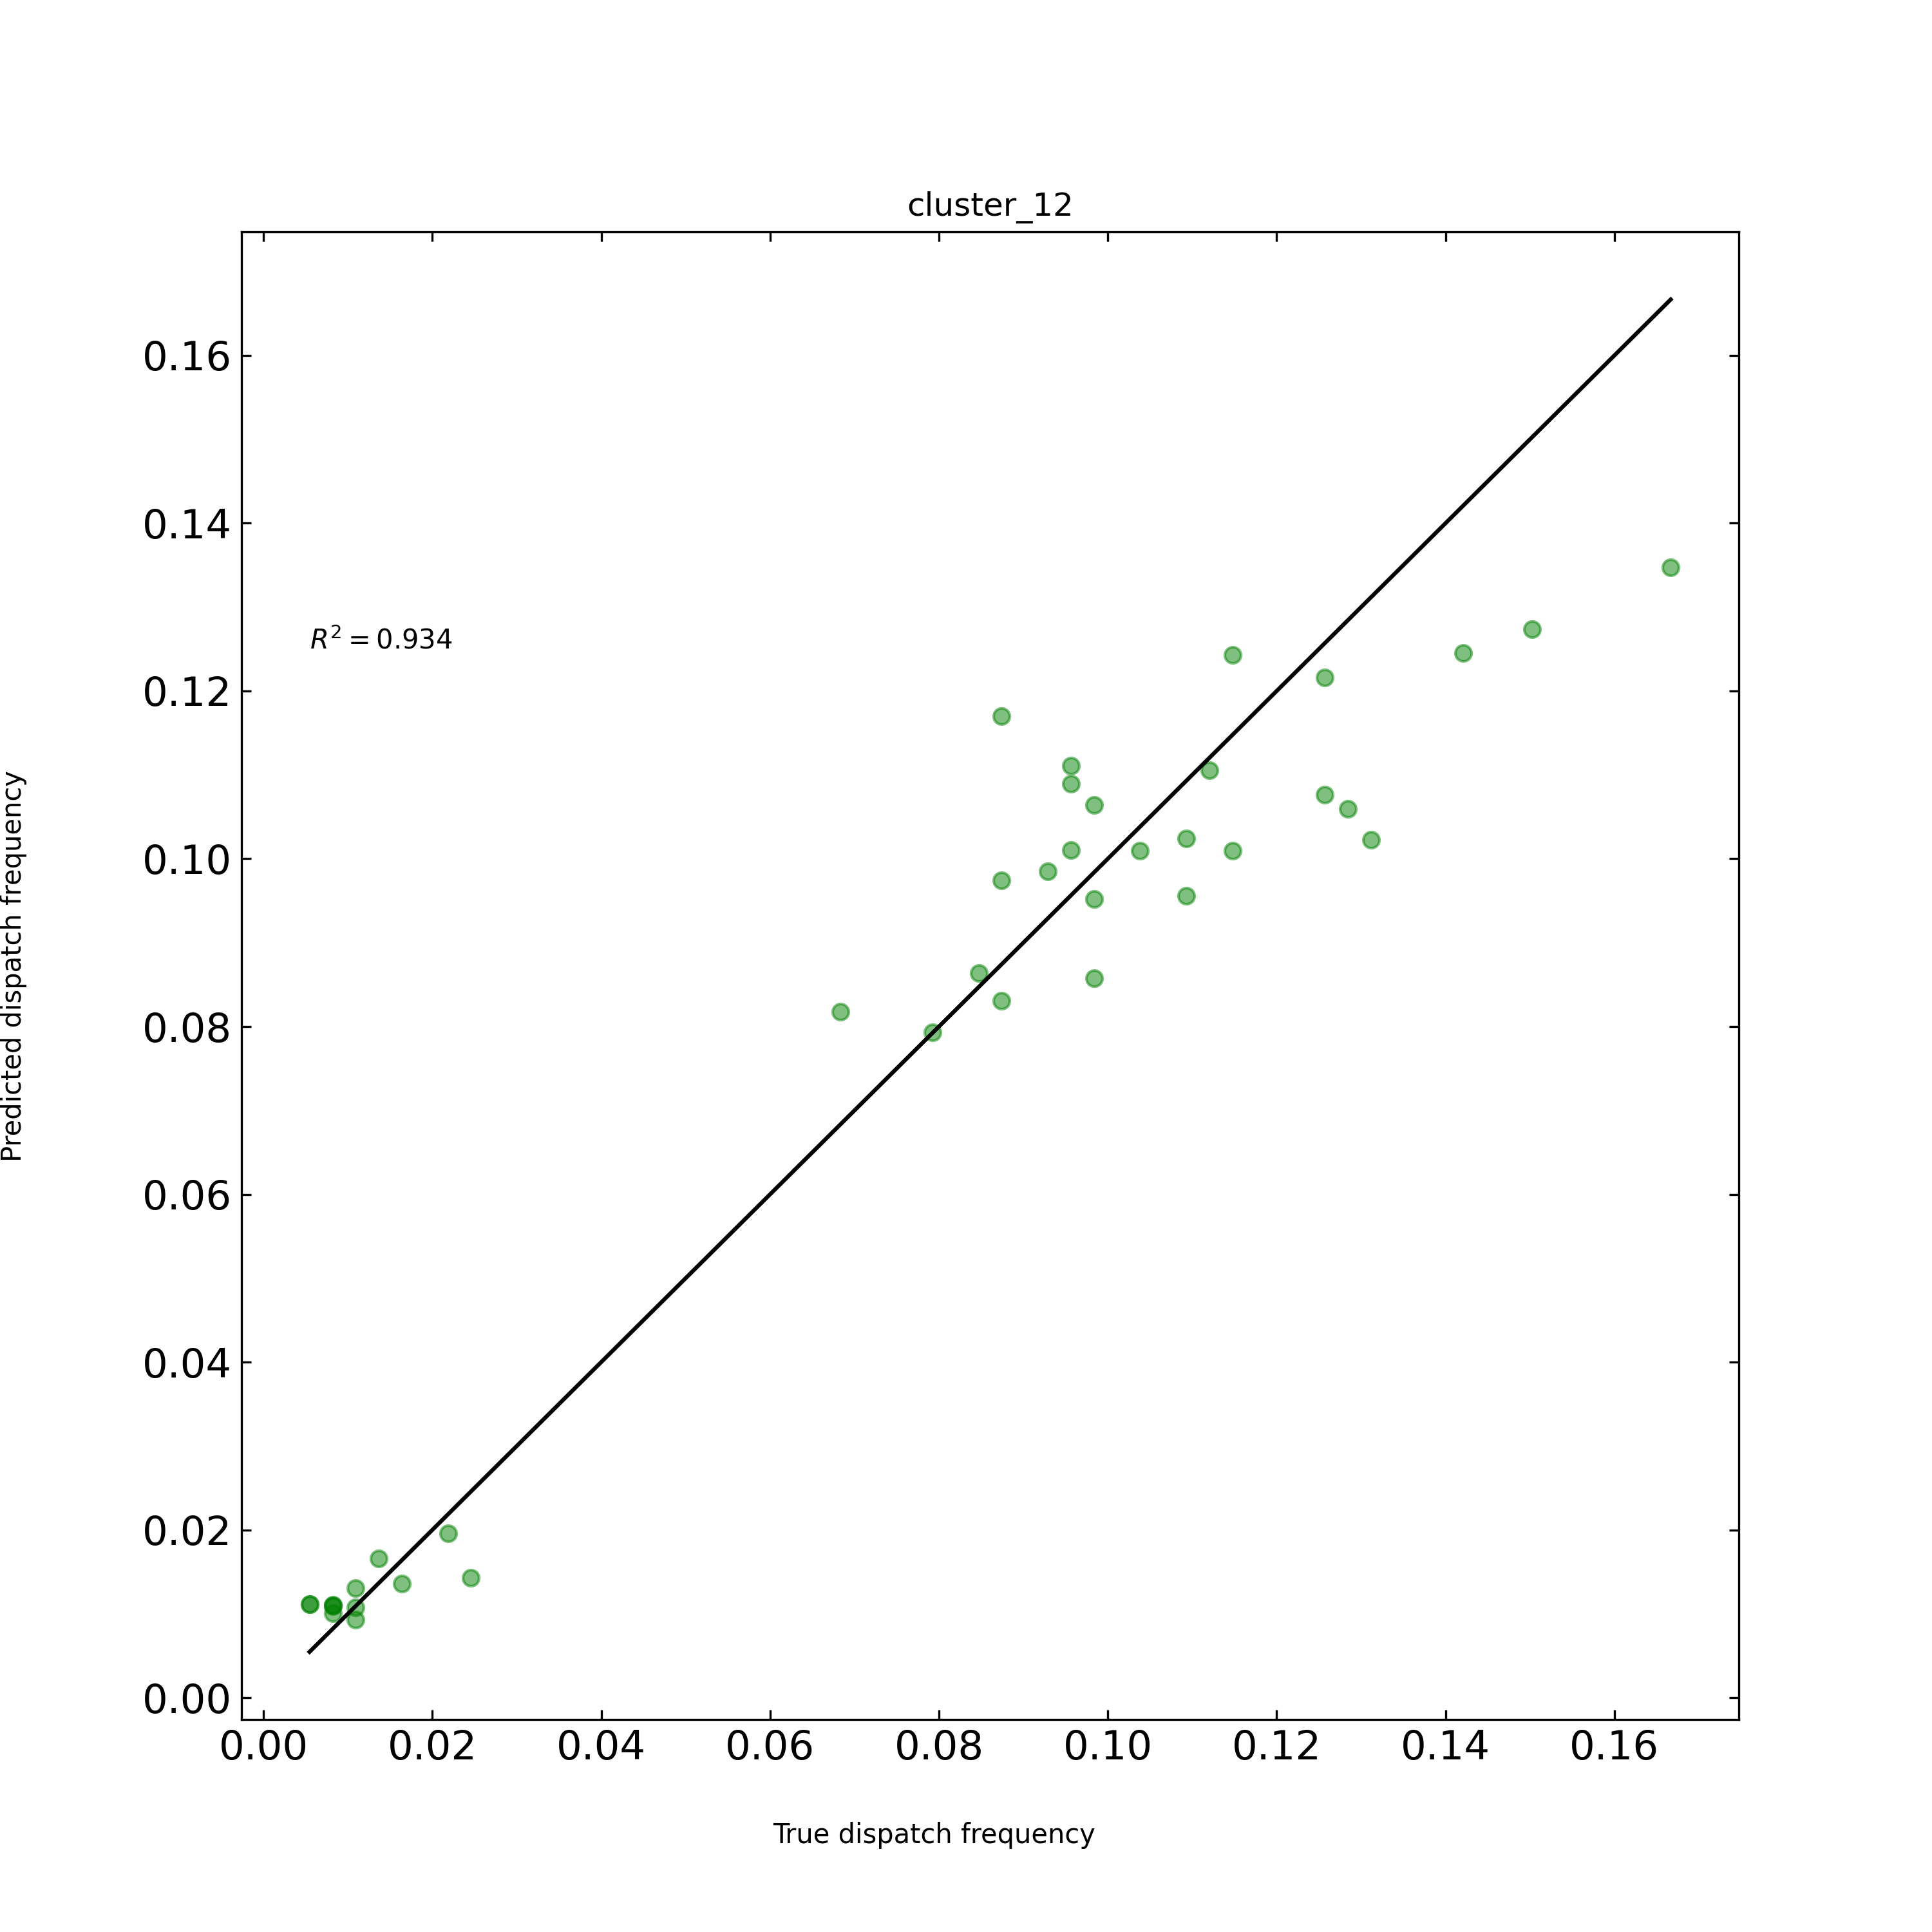 cluster_12
0.16
0.14
R² = 0.934
0.12
0.10
Predicted dispatch frequency
0.08
0.06
0.04
0.02
0.00
0.00 0.02 0.04 0.06 0.08 0.10 0.12 0.14 0.16
True dispatch frequency